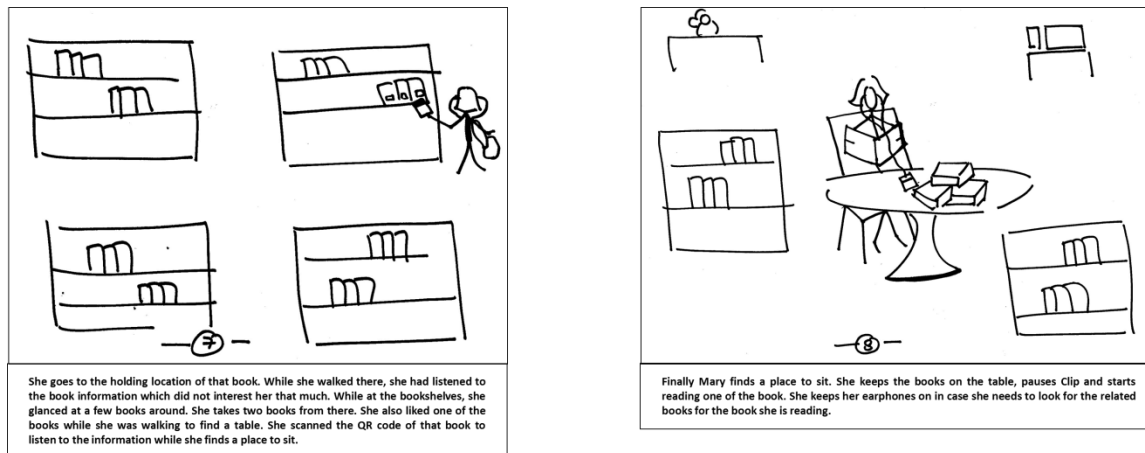 7
She goes to the holding location of that book. While she walked there, she had listened to
the book information which did not interest her that much. While at the bookshelves, she
glanced at a few books around. She takes two books from there. She also liked one of the
books while she was walking to find a table. She scanned the QR code of that book to
listen to the information while she finds a place to sit.
8
Finally Mary finds a place to sit. She keeps the books on the table, pauses Clip and starts
reading one of the book. She keeps her earphones on in case she needs to look for the related
books for the book she is reading.